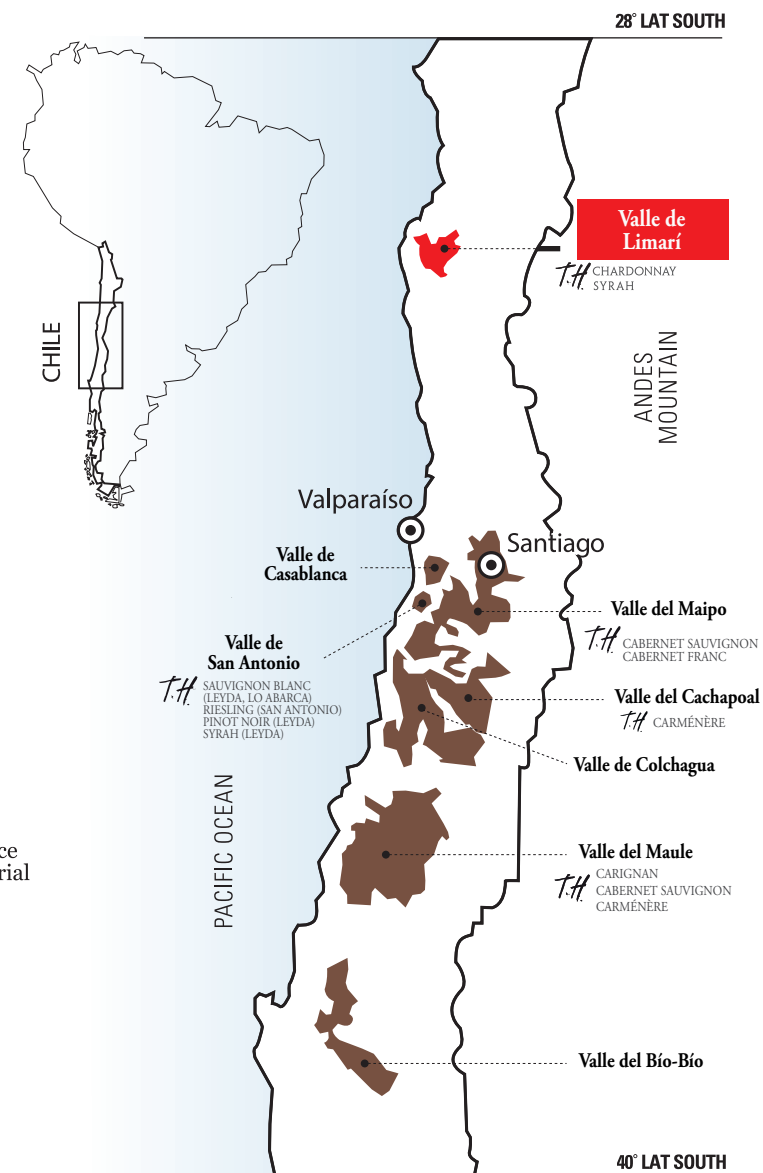 28° LAT SOUTH
Valle de
Limarí
T.H.
CHARDONNAY
SYRAH
CHILE
ANDES
MOUNTAIN
Valparaíso
Santiago
Valle de
Casablanca
Valle del Maipo
T.H.
CABERNET SAUVIGNON
CABERNET FRANC
Valle de
San Antonio
T.H.
SAUVIGNON BLANC
(LEYDA, LO ABARCA)
RIESLING (SAN ANTONIO)
PINOT NOIR (LEYDA)
SYRAH (LEYDA)
Valle del Cachapoal
T.H.
CARMÉNÈRE
Valle de Colchagua
PACIFIC OCEAN
ce
rial
Valle del Maule
T.H.
CARIGNAN
CABERNET SAUVIGNON
CARMÉNÈRE
Valle del Bío-Bío
40° LAT SOUTH